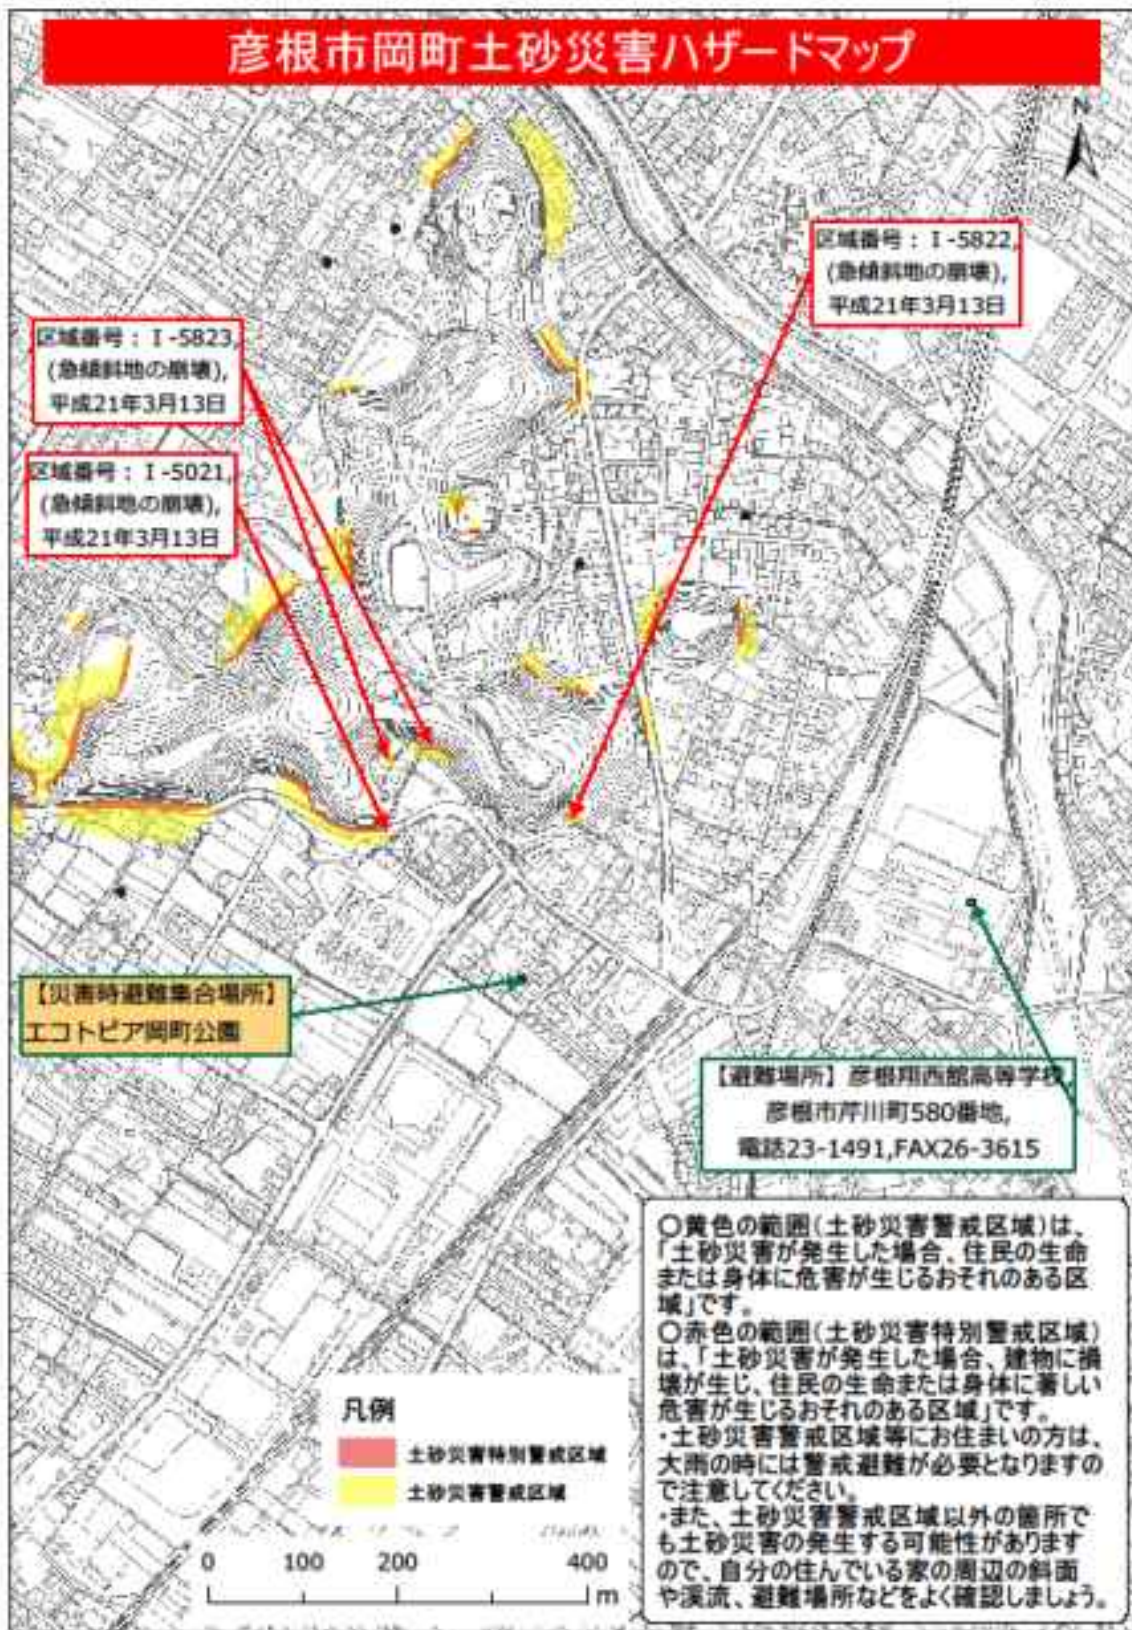 彦根市岡町土砂災害ハザードマップ
N
区域番号：Ⅰ-5822,
(急傾斜地の崩壊),
平成21年3月13日
区域番号：Ⅰ-5823,
(急傾斜地の崩壊),
平成21年3月13日
区域番号：Ⅰ-5021,
(急傾斜地の崩壊),
平成21年3月13日
【災害時避難集合場所】
エコトピア岡町公園
【避難場所】彦根翔西館高等学校,
彦根市芹川町580番地,
電話23-1491,FAX26-3615
〇黄色の範囲(土砂災害警戒区域)は、
「土砂災害が発生した場合、住民の生命
または身体に危害が生じるおそれのある区
域」です。
〇赤色の範囲(土砂災害特別警戒区域)
は、「土砂災害が発生した場合、建物に損
壊が生じ、住民の生命または身体に著しい
危害が生じるおそれのある区域」です。
・土砂災害警戒区域等にお住まいの方は、
大雨の時には警戒避難が必要となりますの
で注意してください。
・また、土砂災害警戒区域以外の箇所で
も土砂災害の発生する可能性があります
ので、自分の住んでいる家の周辺の斜面
や渓流、避難場所などをよく確認しましょう。
凡例
土砂災害特別警戒区域
土砂災害警戒区域
0 100 200 400
m